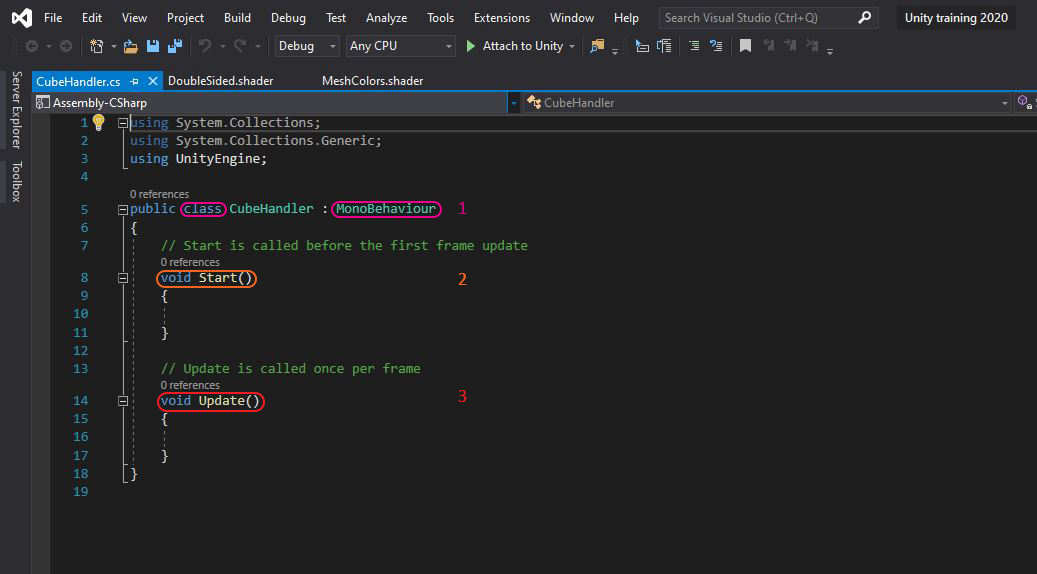 File Edit View Project Build Debug Test Analyze Tools Extensions Window Help Search Visual Studio (Ctrl+Q) Unity training 2020
Debug Any CPU Attach to Unity
Server Explorer
Toolbox
CubeHandler.cs DoubleSided.shader MeshColors.shader
Assembly-CSharp CubeHandler
1 using System.Collections;
2 using System.Collections.Generic;
3 using UnityEngine;
4
0 references
5 public class CubeHandler : MonoBehaviour 1
6 {
7 // Start is called before the first frame update
0 references
8 void Start() 2
9 {
10
11 }
12
13 // Update is called once per frame
0 references
14 void Update() 3
15 {
16
17 }
18 }
19